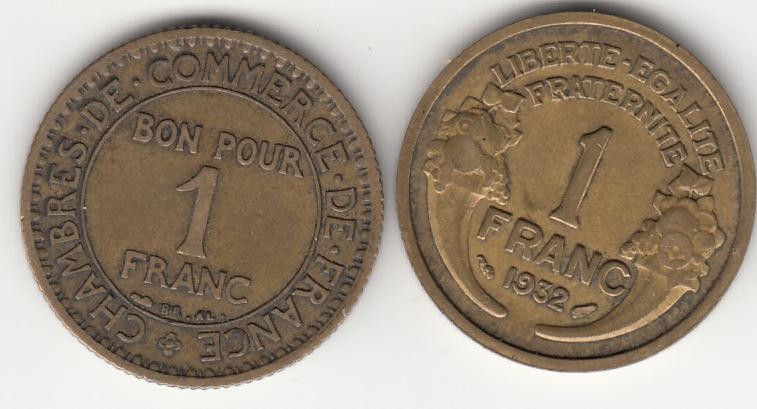 CHAMBRES·DE·COMMERCE·DE·FRANCE
BON POUR
1
FRANC
LIBERTE-EGALITE
FRATERNITE
1
FRANC
1932